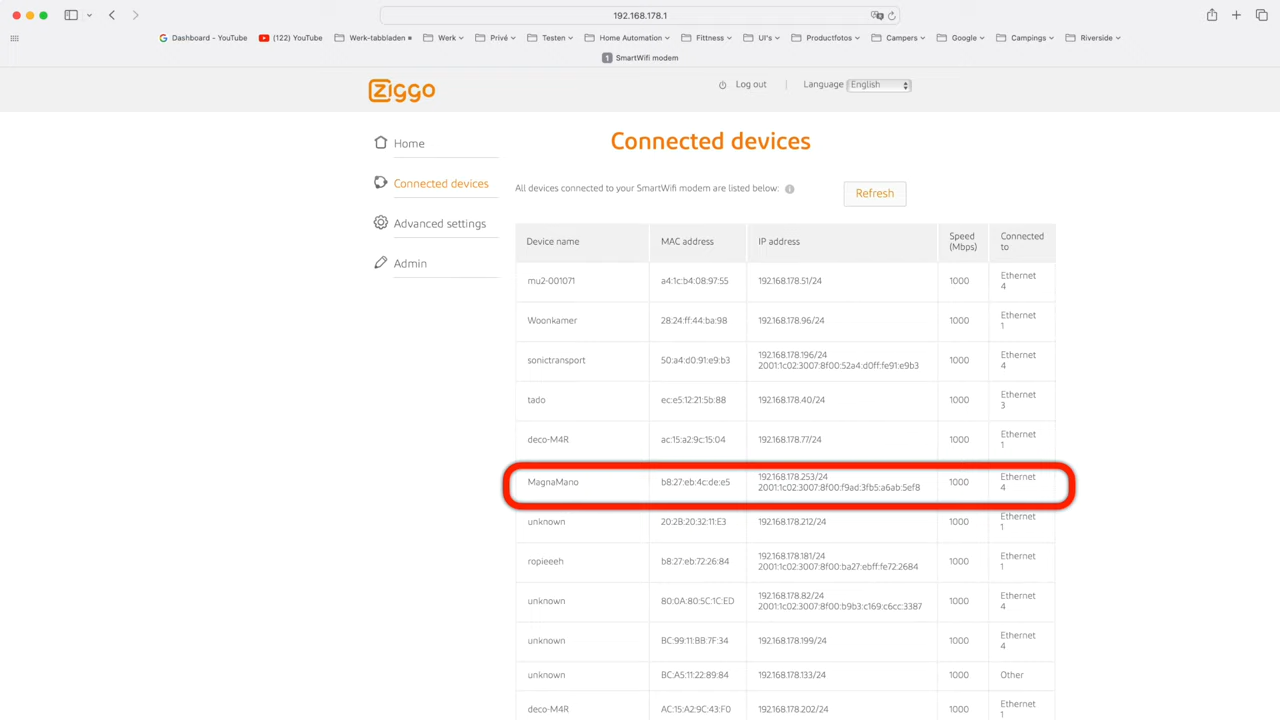 192.168.178.1
Dashboard - YouTube
(122) YouTube
Werk-tabbladen
Werk
Privé
Testen
Home Automation
Fittness
UI's
Productfotos
Campers
Google
Campings
Riverside
1 SmartWifi modem
Ziggo
Log out
Language English
Home
Connected devices
Advanced settings
Admin
Connected devices
All devices connected to your SmartWifi modem are listed below:
Refresh
Device name MAC address IP address Speed (Mbps) Connected to
mu2-001071 a4:1c:b4:08:97:55 192.168.178.51/24 1000 Ethernet 4
Woonkamer 28:24:ff:44:ba:98 192.168.178.96/24 1000 Ethernet 1
sonictransport 50:a4:d0:91:e9:b3 192.168.178.196/24 2001:1c02:3007:8f00:52a4:d0ff:fe91:e9b3 1000 Ethernet 4
tado ec:e5:12:21:5b:88 192.168.178.40/24 1000 Ethernet 3
deco-M4R ac:15:a2:9c:15:04 192.168.178.77/24 1000 Ethernet 1
MagnaMano b8:27:eb:4c:de:e5 192.168.178.253/24 2001:1c02:3007:8f00:f9ad:3fb5:a6ab:5ef8 1000 Ethernet 4
unknown 20:2B:20:32:11:E3 192.168.178.212/24 1000 Ethernet 1
ropieeeh b8:27:eb:72:26:84 192.168.178.181/24 2001:1c02:3007:8f00:ba27:ebff:fe72:2684 1000 Ethernet 1
unknown 80:0A:80:5C:1C:ED 192.168.178.82/24 2001:1c02:3007:8f00:b9b3:c169:c6cc:3387 1000 Ethernet 4
unknown BC:99:11:BB:7F:34 192.168.178.199/24 1000 Ethernet 4
unknown BC:A5:11:22:89:84 192.168.178.133/24 1000 Other
deco-M4R AC:15:A2:9C:43:F0 192.168.178.202/24 1000 Ethernet 1